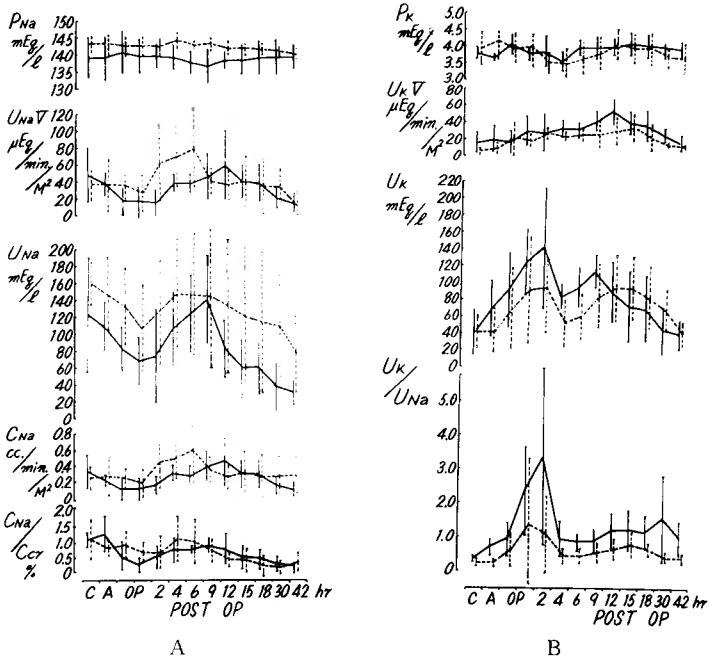 PNa
mEq/l
150
145
140
135
130
UNaV
μEq/min./M²
120
100
80
60
40
20
0
UNa
mEq/l
200
180
160
140
120
100
80
60
40
20
0
CNa
cc./min./M²
0.8
0.6
0.4
0.2
0
CNa/CCr
%
2.0
1.5
1.0
0.5
0
C A OP 2 4 6 9 12 15 18 30 42 hr
POST OP
A
PK
mEq/l
5.0
4.5
4.0
3.5
3.0
UKV
μEq/min./M²
80
60
40
20
0
UK
mEq/l
220
200
180
160
140
120
100
80
60
40
20
0
UK/UNa
5.0
4.0
3.0
2.0
1.0
0
C A OP 2 4 6 9 12 15 18 30 42 hr
POST OP
B